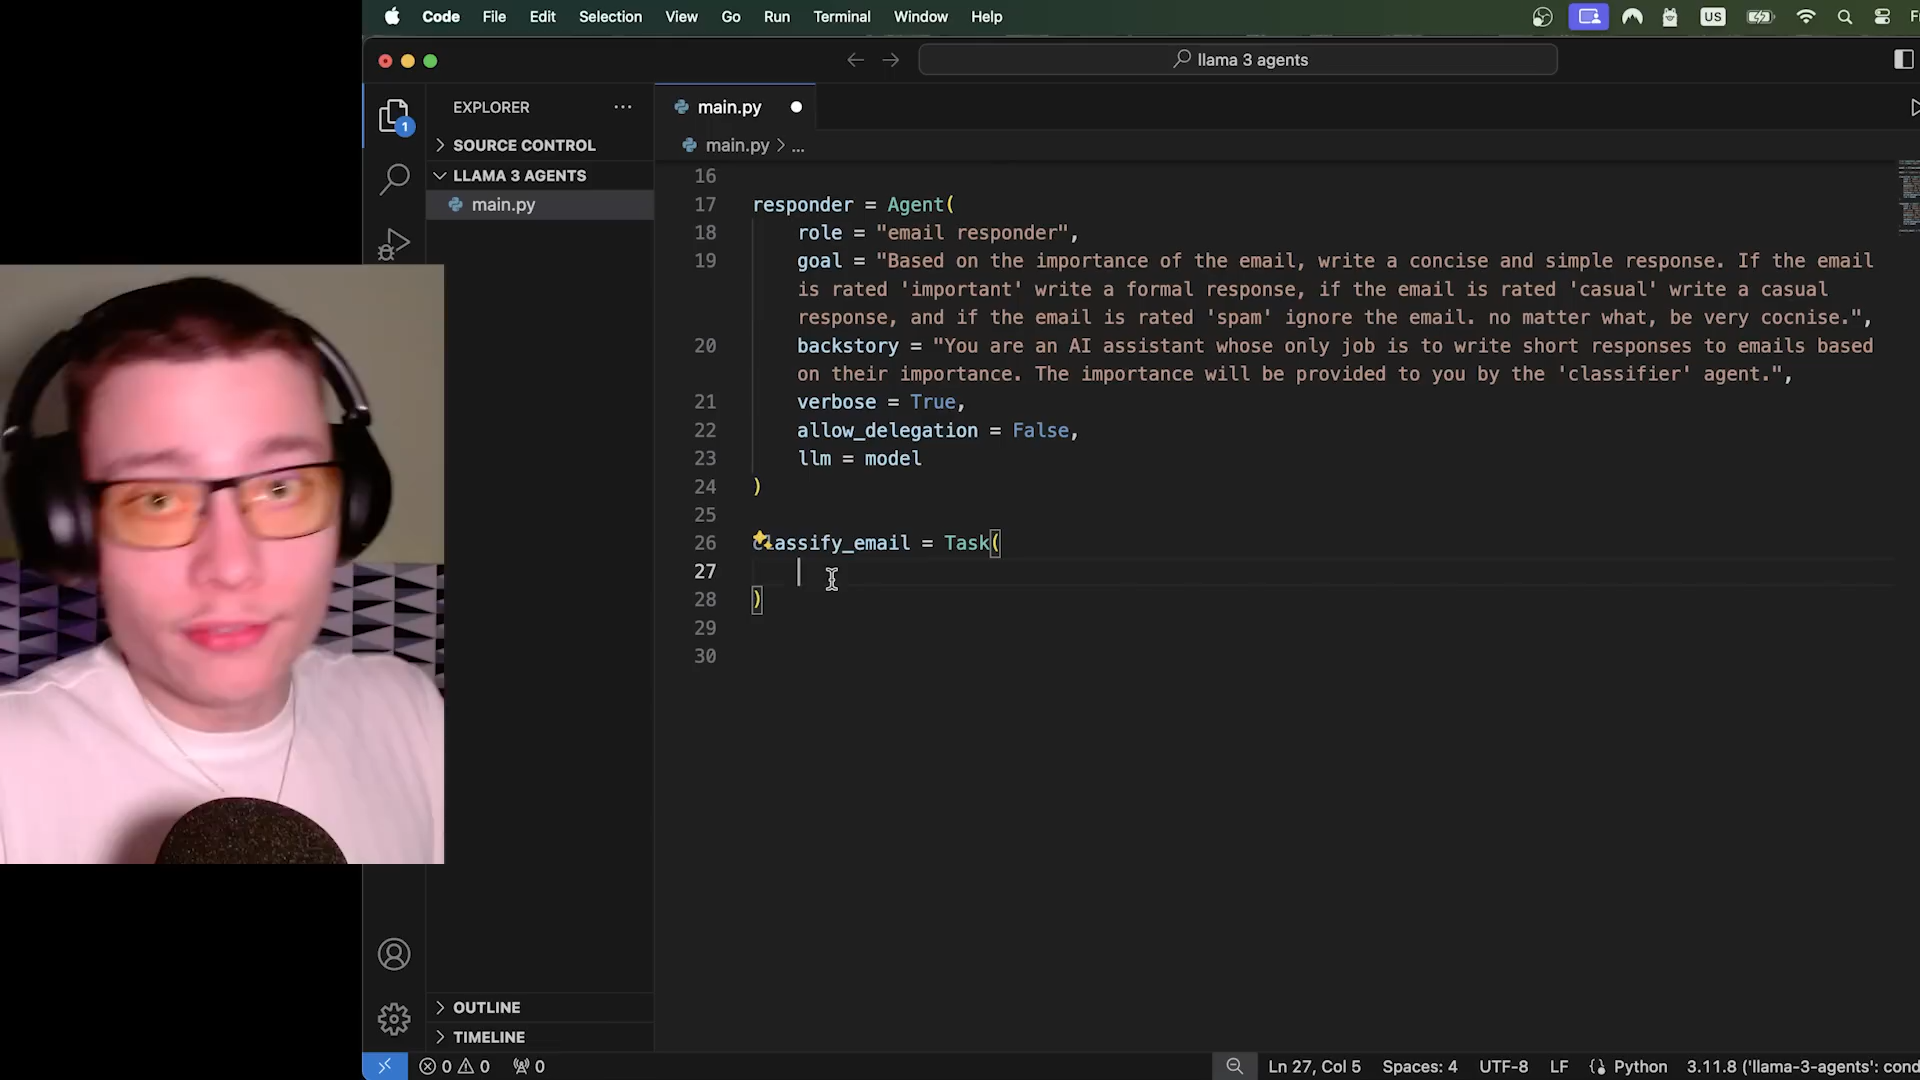 Code File Edit Selection View Go Run Terminal Window Help US
llama 3 agents
EXPLORER
main.py
1
SOURCE CONTROL
main.py > ...
LLAMA 3 AGENTS
main.py
16
17 responder = Agent(
18 role = "email responder",
19 goal = "Based on the importance of the email, write a concise and simple response. If the email
is rated 'important' write a formal response, if the email is rated 'casual' write a casual
response, and if the email is rated 'spam' ignore the email. no matter what, be very cocnise.",
20 backstory = "You are an AI assistant whose only job is to write short responses to emails based
on their importance. The importance will be provided to you by the 'classifier' agent.",
21 verbose = True,
22 allow_delegation = False,
23 llm = model
24 )
25
26 classify_email = Task(
27
28 )
29
30
OUTLINE
TIMELINE
0 0 0 Ln 27, Col 5 Spaces: 4 UTF-8 LF Python 3.11.8 ('llama-3-agents': cond